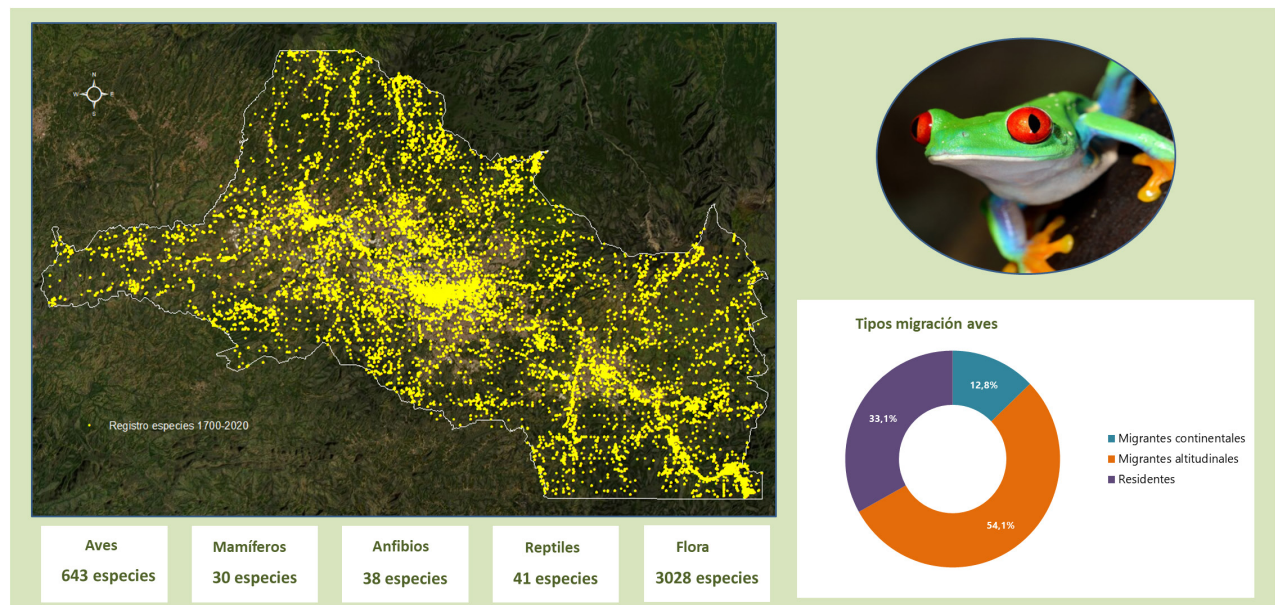 N
W E
S
Registro especies 1700-2020
Aves
643 especies
Mamíferos
30 especies
Anfibios
38 especies
Reptiles
41 especies
Flora
3028 especies
Tipos migración aves
12,8%
33,1%
54,1%
Migrantes continentales
Migrantes altitudinales
Residentes